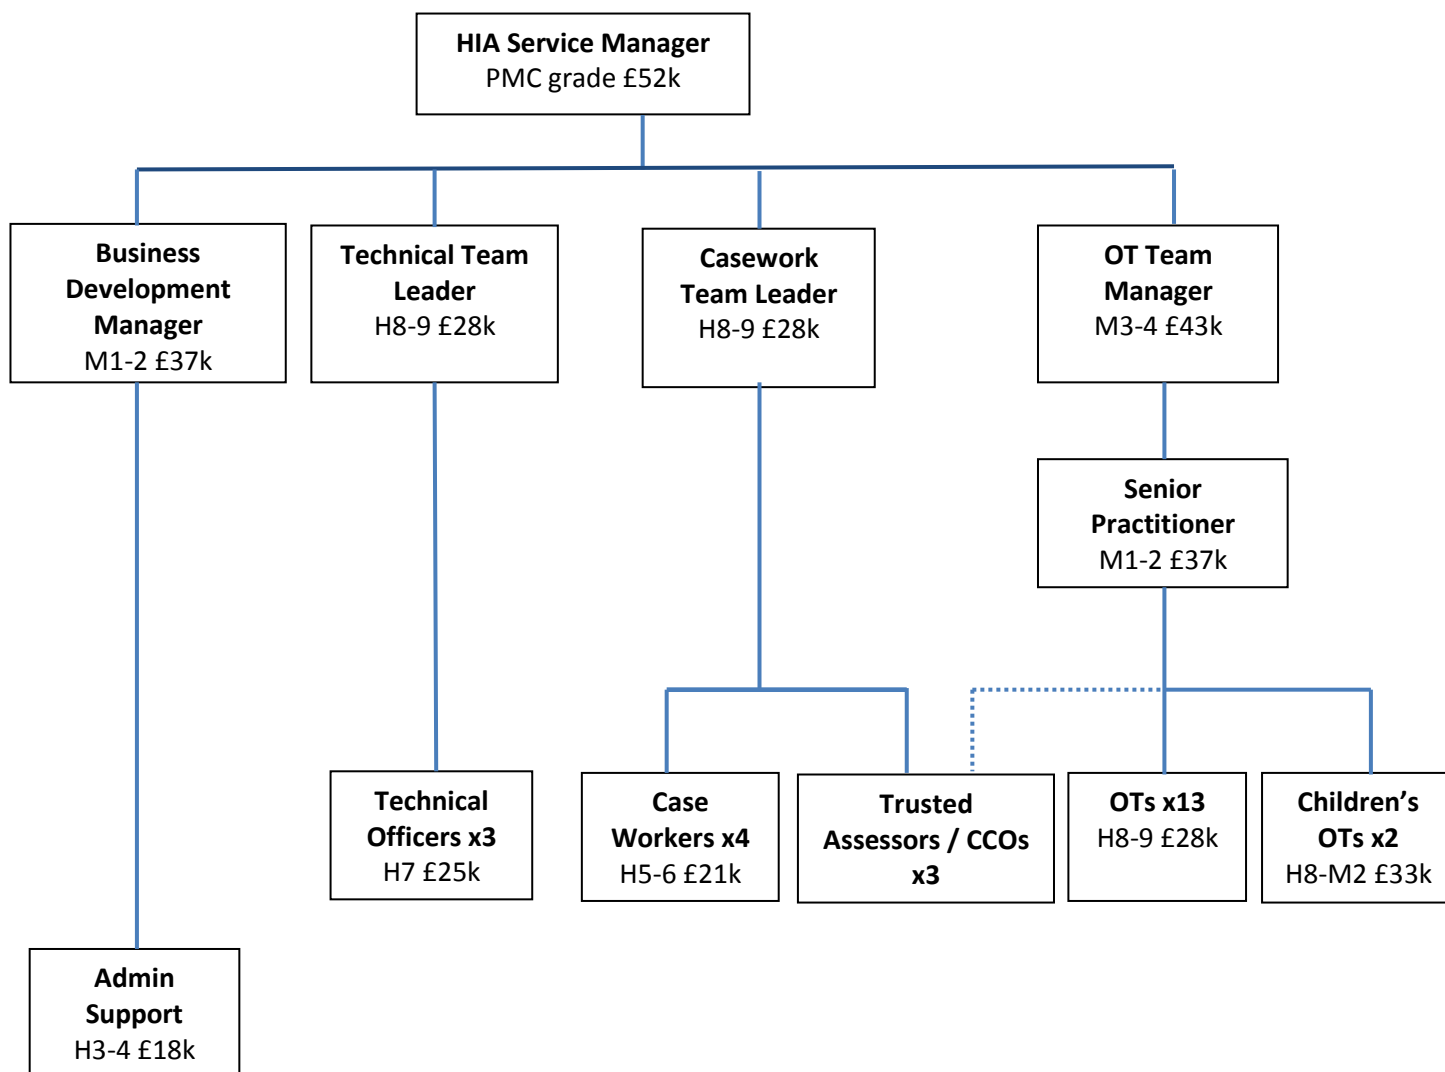 HIA Service Manager
PMC grade £52k
Business
Development
Manager
M1-2 £37k
Technical Team
Leader
H8-9 £28k
Casework
Team Leader
H8-9 £28k
OT Team
Manager
M3-4 £43k
Senior
Practitioner
M1-2 £37k
Technical
Officers x3
H7 £25k
Case
Workers x4
H5-6 £21k
Trusted
Assessors / CCOs
x3
OTs x13
H8-9 £28k
Children’s
OTs x2
H8-M2 £33k
Admin
Support
H3-4 £18k